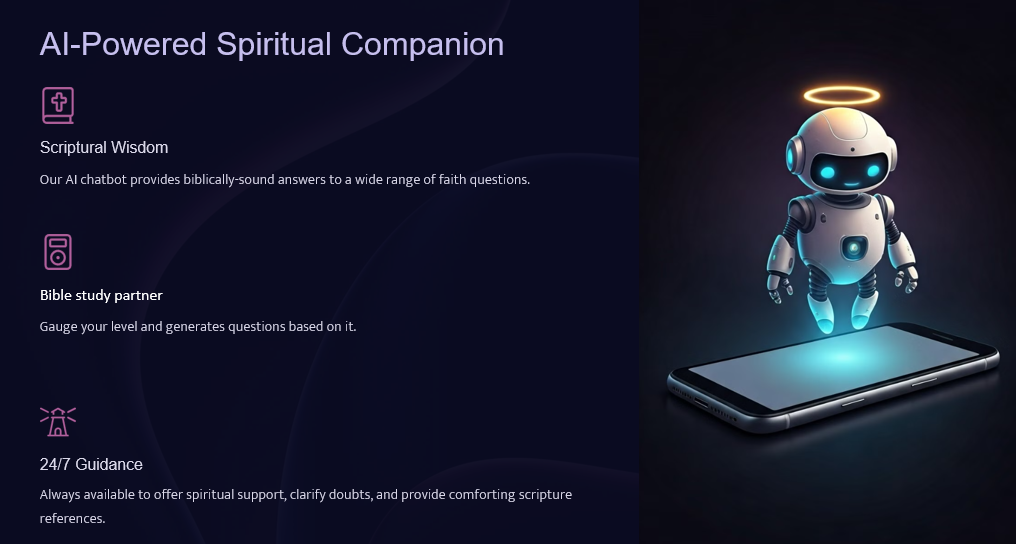 AI-Powered Spiritual Companion
Scriptural Wisdom
Our AI chatbot provides biblically-sound answers to a wide range of faith questions.
Bible study partner
Gauge your level and generates questions based on it.
24/7 Guidance
Always available to offer spiritual support, clarify doubts, and provide comforting scripture
references.